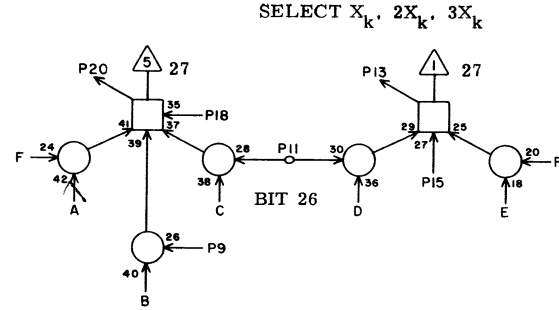 SELECT Xk, 2Xk, 3Xk
5 27
1 27
P20
P13
35
P18
41 37
39
29 25
27
F 24
28 P11 30
20 F
42
38
36
18
P15
A
C
BIT 26
D
E
26
P9
40
B